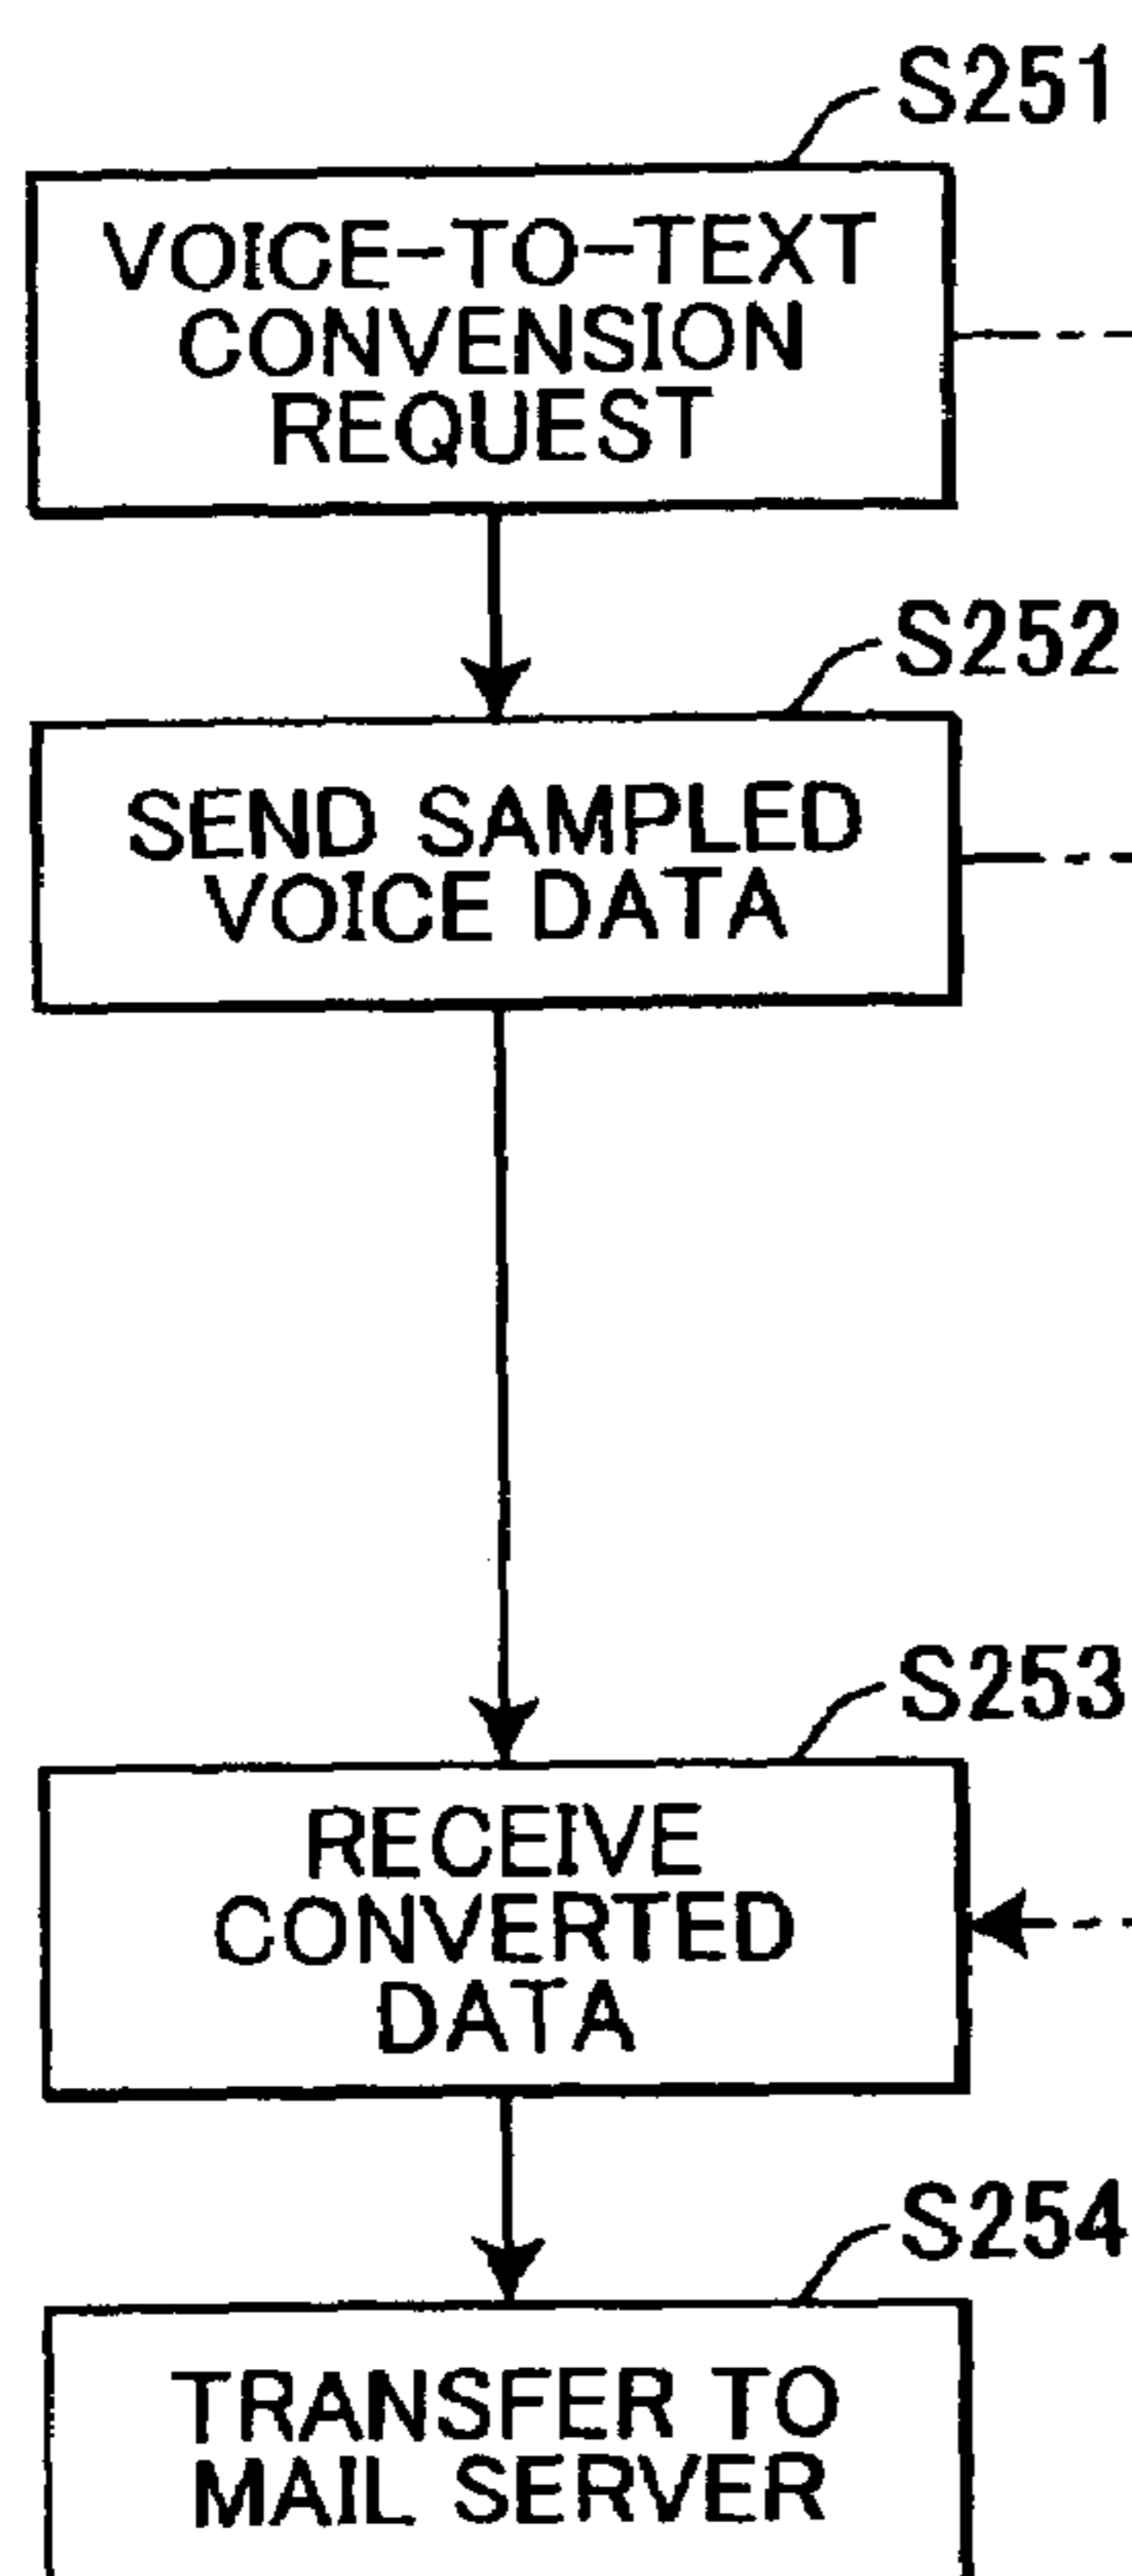 S251
VOICE-TO-TEXT
CONVENSION
REQUEST
S252
SEND SAMPLED
VOICE DATA
S253
RECEIVE
CONVERTED
DATA
S254
TRANSFER TO
MAIL SERVER